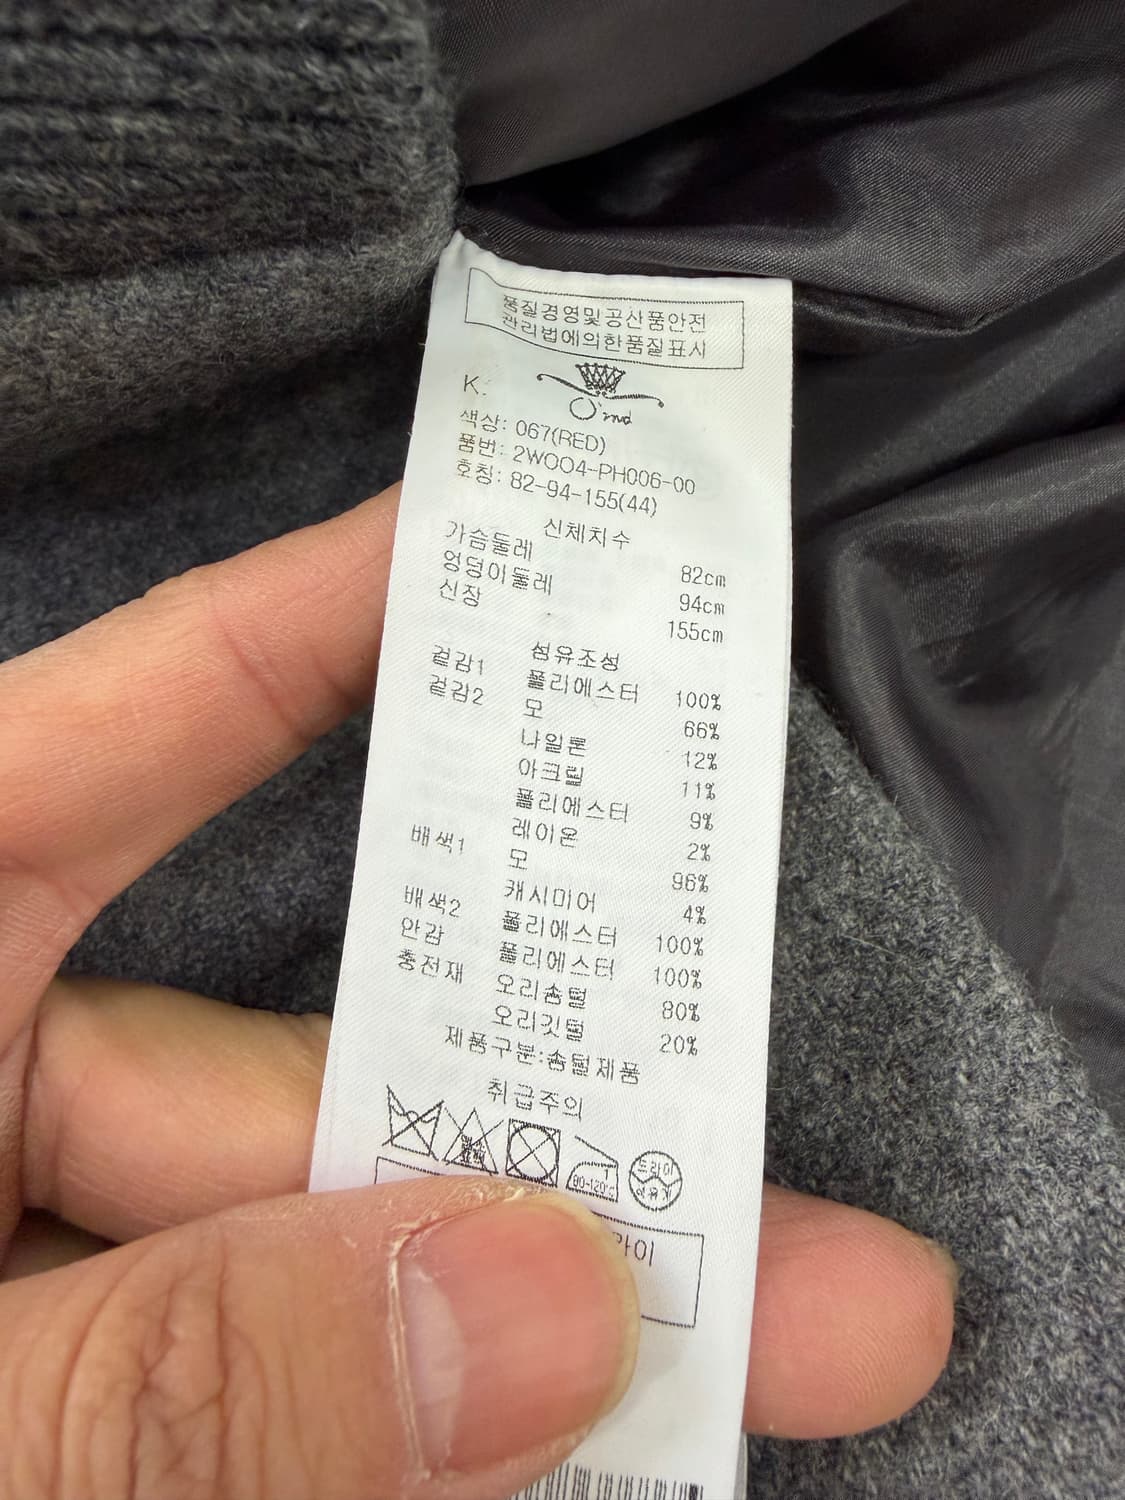 품질경영및공산품안전
관리법에의한품질표시
K.
O'2nd
색상: 067(RED)
품번: 2WOO4-PH006-00
호칭: 82-94-155(44)
신체치수
가슴둘레 82cm
엉덩이둘레 94cm
신장 155cm
섬유조성
겉감1 폴리에스터 100%
겉감2 모 66%
나일론 12%
아크릴 11%
폴리에스터 9%
레이온 2%
배색1 모 96%
캐시미어 4%
배색2 폴리에스터 100%
안감 폴리에스터 100%
충전재 오리솜털 80%
오리깃털 20%
제품구분:솜털제품
취급주의
1
80-120℃
드라이
라이